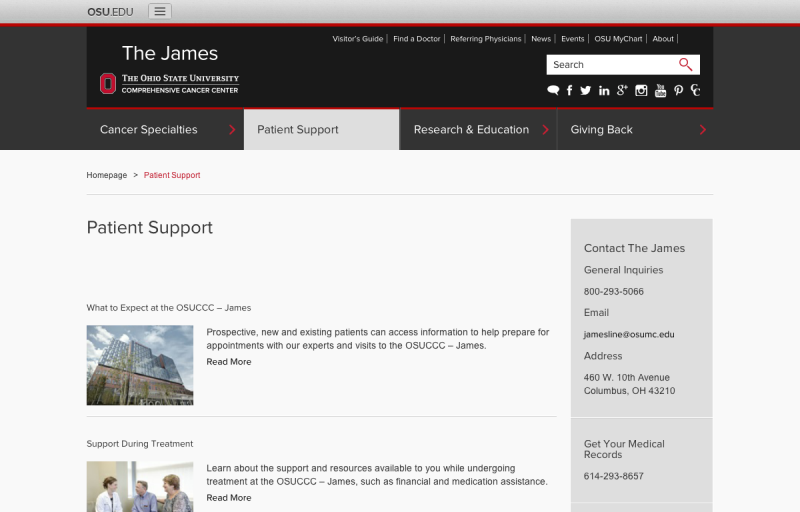 OSU.EDU
Visitor's Guide | Find a Doctor | Referring Physicians | News | Events | OSU MyChart | About |
The James
THE OHIO STATE UNIVERSITY
COMPREHENSIVE CANCER CENTER
Search
Cancer Specialties
Patient Support
Research & Education
Giving Back
Homepage > Patient Support
Patient Support
What to Expect at the OSUCCC – James
Prospective, new and existing patients can access information to help prepare for
appointments with our experts and visits to the OSUCCC – James.
Read More
Support During Treatment
Learn about the support and resources available to you while undergoing
treatment at the OSUCCC – James, such as financial and medication assistance.
Read More
Contact The James
General Inquiries
800-293-5066
Email
jamesline@osumc.edu
Address
460 W. 10th Avenue
Columbus, OH 43210
Get Your Medical
Records
614-293-8657